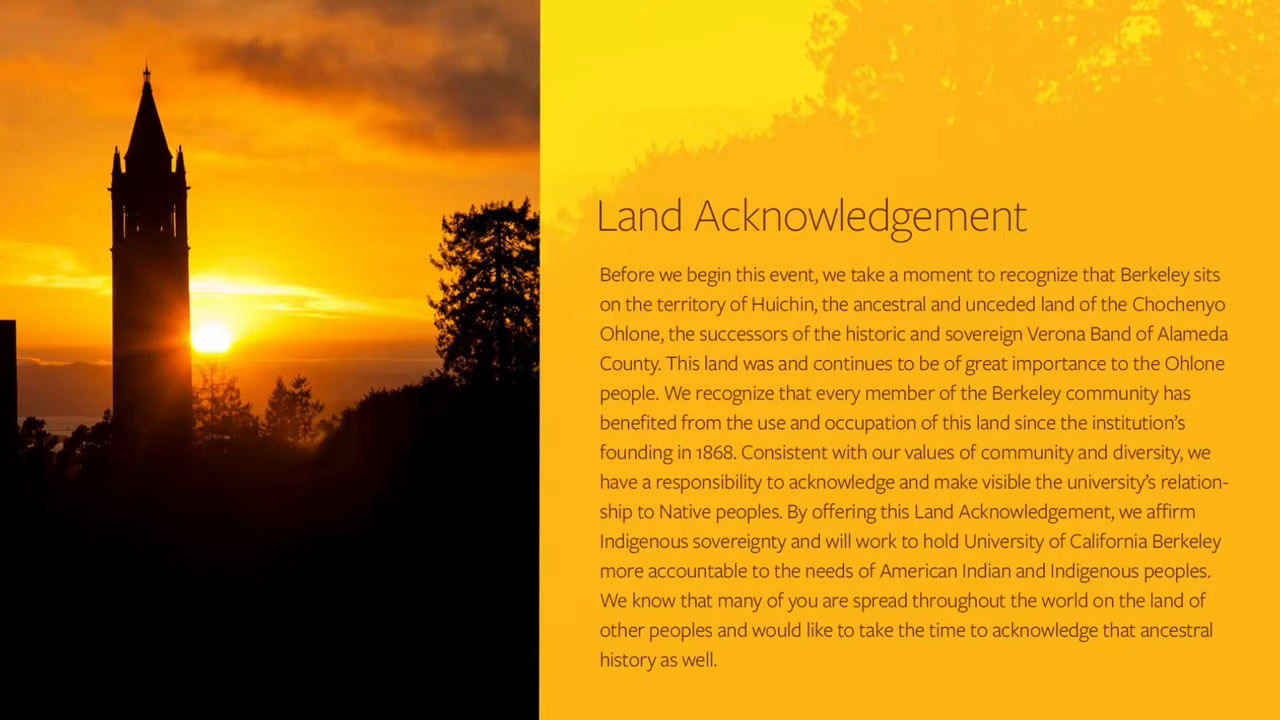 Land Acknowledgement
Before we begin this event, we take a moment to recognize that Berkeley sits
on the territory of Huichin, the ancestral and unceded land of the Chochenyo
Ohlone, the successors of the historic and sovereign Verona Band of Alameda
County. This land was and continues to be of great importance to the Ohlone
people. We recognize that every member of the Berkeley community has
benefited from the use and occupation of this land since the institution’s
founding in 1868. Consistent with our values of community and diversity, we
have a responsibility to acknowledge and make visible the university’s relation-
ship to Native peoples. By offering this Land Acknowledgement, we affirm
Indigenous sovereignty and will work to hold University of California Berkeley
more accountable to the needs of American Indian and Indigenous peoples.
We know that many of you are spread throughout the world on the land of
other peoples and would like to take the time to acknowledge that ancestral
history as well.